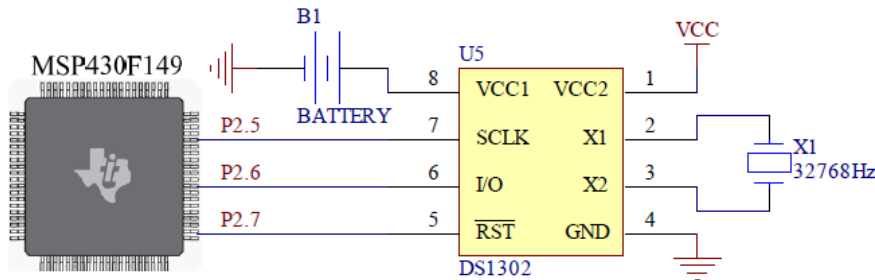 B1
VCC
MSP430F149
U5
8 VCC1 VCC2 1
BATTERY
P2.5 7 SCLK X1 2
X1
32768Hz
P2.6 6 I/O X2 3
P2.7 5 RST GND 4
DS1302